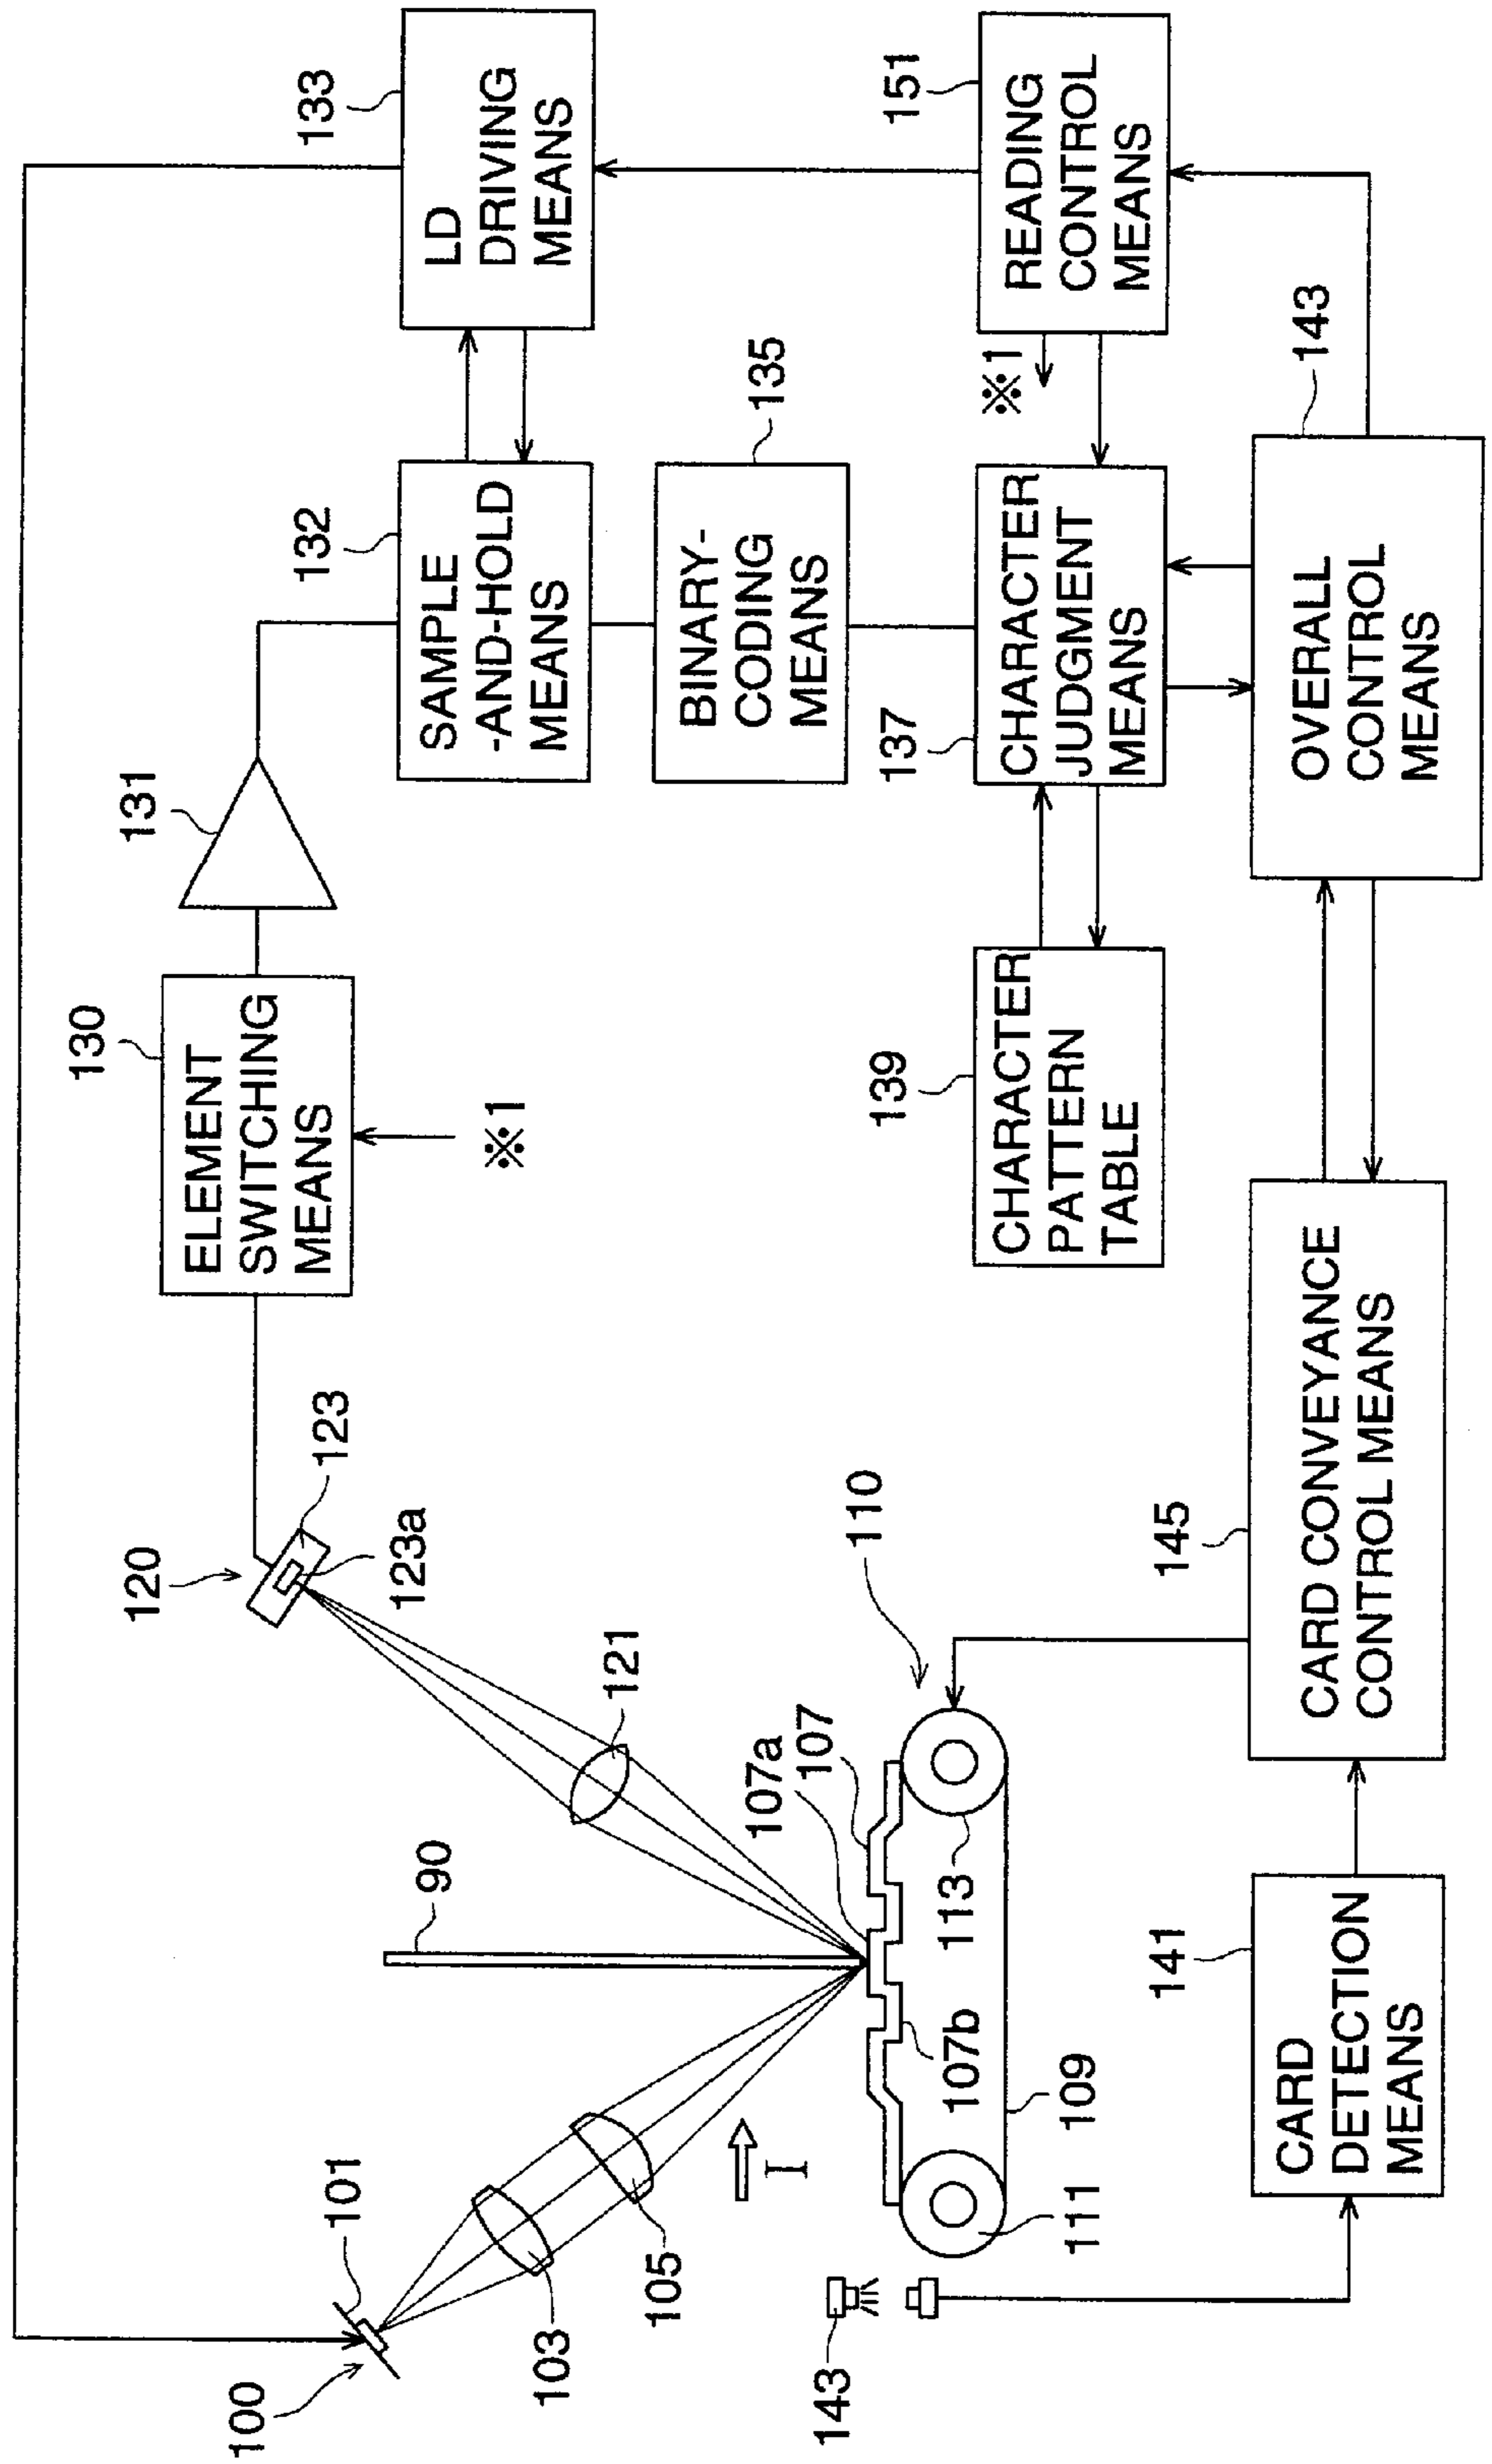 100
101
103
105
90
121
120
123
123a
130
ELEMENT
SWITCHING
MEANS
※1
131
132
SAMPLE
-AND-HOLD
MEANS
133
LD
DRIVING
MEANS
135
BINARY-
CODING
MEANS
I
107a
107
107b
110
111
109
113
143
139
CHARACTER
PATTERN
TABLE
137
CHARACTER
JUDGMENT
MEANS
※1
151
READING
CONTROL
MEANS
141
CARD
DETECTION
MEANS
145
CARD CONVEYANCE
CONTROL MEANS
143
OVERALL
CONTROL
MEANS